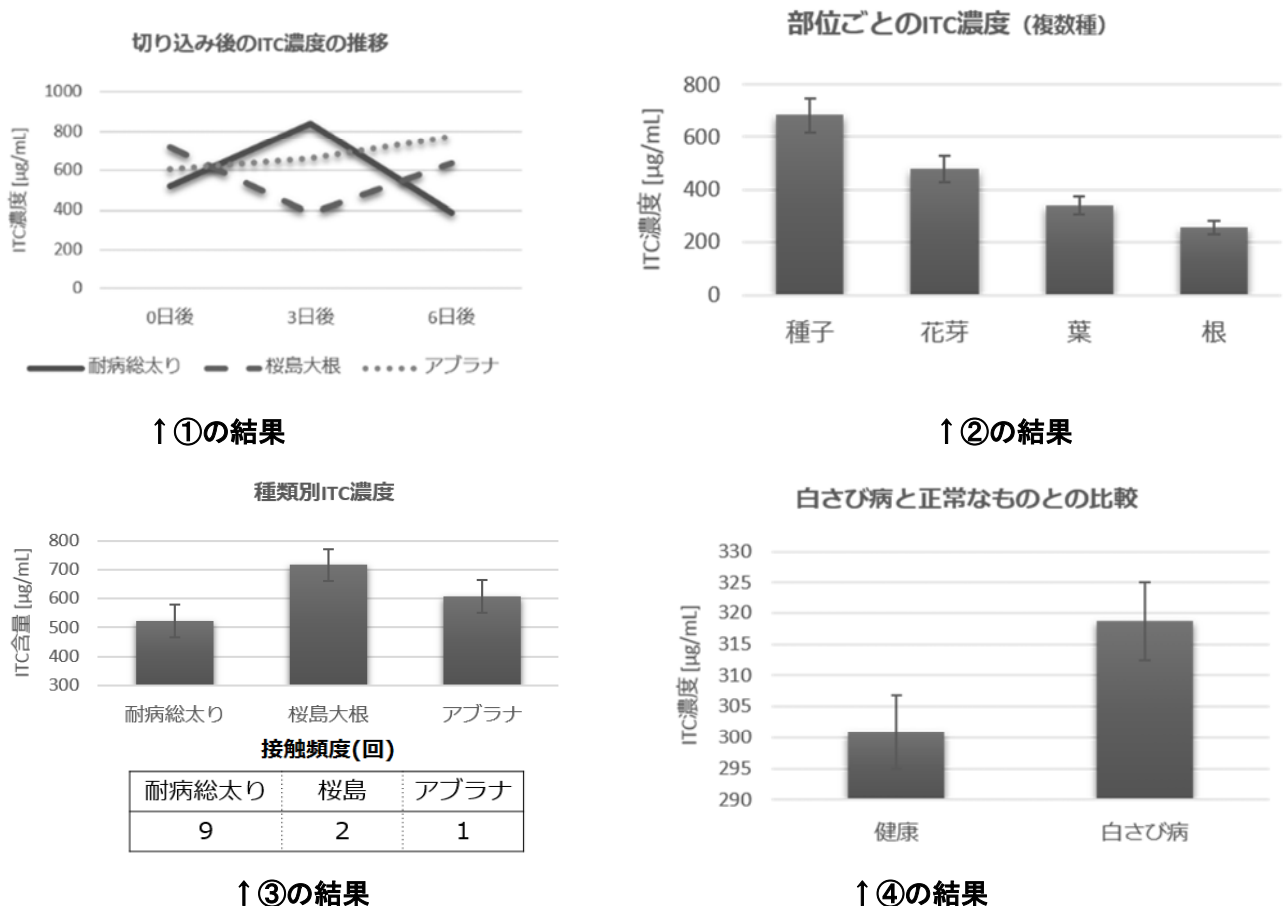 切り込み後のITC濃度の推移
ITC濃度 [μg/mL]
1000
800
600
400
200
0
0日後 3日後 6日後
耐病総太り 桜島大根 アブラナ
↑①の結果
部位ごとのITC濃度（複数種）
ITC濃度 [μg/mL]
800
600
400
200
0
種子 花芽 葉 根
↑②の結果
種類別ITC濃度
ITC含量 [μg/mL]
800
700
600
500
400
300
耐病総太り 桜島大根 アブラナ
接触頻度(回)
耐病総太り 桜島 アブラナ
9 2 1
↑③の結果
白さび病と正常なものとの比較
ITC濃度 [μg/mL]
330
325
320
315
310
305
300
295
290
健康 白さび病
↑④の結果